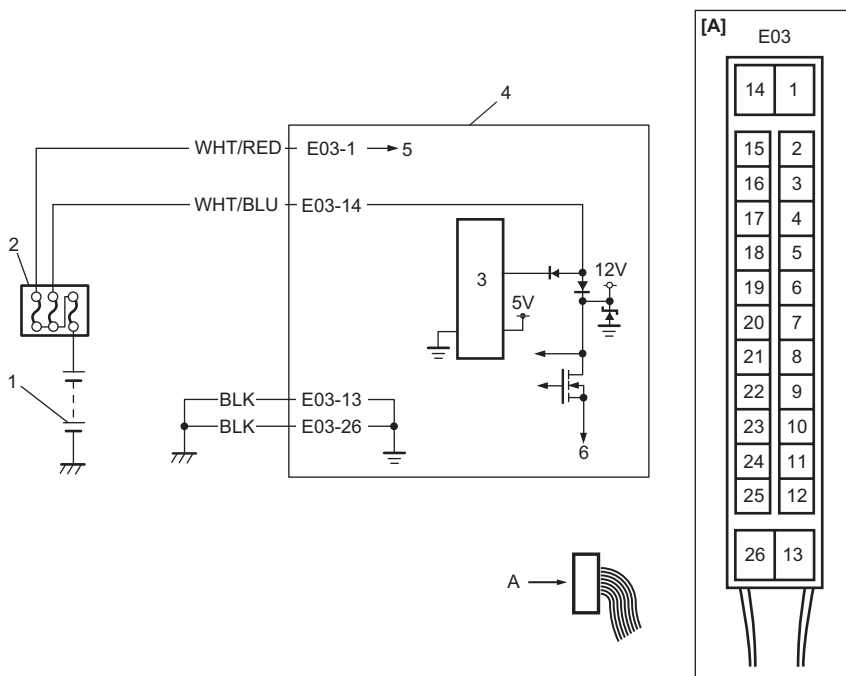 [A]
E03
14 1
15 2
16 3
17 4
18 5
19 6
20 7
21 8
22 9
23 10
24 11
25 12
26 13
4
WHT/RED E03-1 5
WHT/BLU E03-14
2
3
12V
5V
1
BLK E03-13
BLK E03-26
6
A